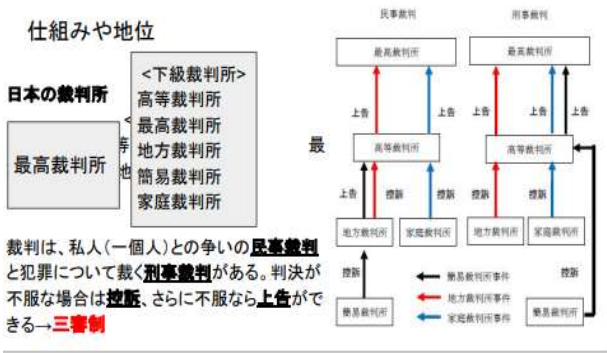 仕組みや地位
日本の裁判所
最高裁判所
<
等
地
<下級裁判所>
高等裁判所
最高裁判所
地方裁判所
簡易裁判所
家庭裁判所
最
裁判は、私人(一個人)との争いの民事裁判
と犯罪について裁く刑事裁判がある。判決が
不服な場合は控訴、さらに不服なら上告がで
きる→三審制
民事裁判
最高裁判所
上告
上告
高等裁判所
上告
控訴
控訴
地方裁判所
家庭裁判所
控訴
簡易裁判所
刑事裁判
最高裁判所
上告
上告
上告
高等裁判所
控訴
控訴
地方裁判所
家庭裁判所
控訴
簡易裁判所
簡易裁判所事件
地方裁判所事件
家庭裁判所事件